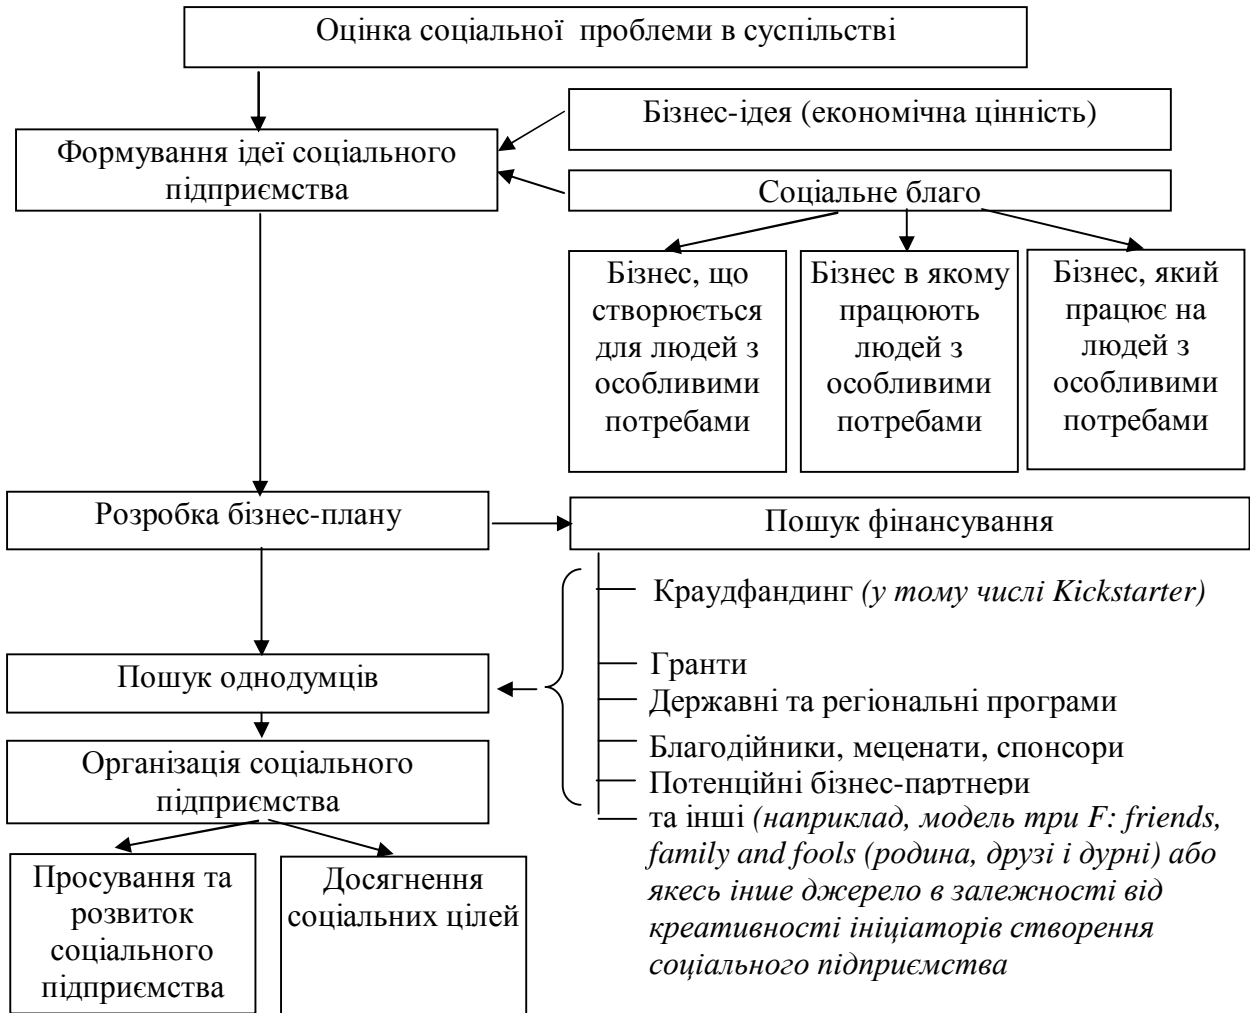 Оцінка соціальної проблеми в суспільстві
Бізнес-ідея (економічна цінність)
Формування ідеї соціального
підприємства
Соціальне благо
Бізнес, що
створюється
для людей з
особливими
потребами
Бізнес в якому
працюють
людей з
особливими
потребами
Бізнес, який
працює на
людей з
особливими
потребами
Розробка бізнес-плану
Пошук фінансування
Краудфандинг (у тому числі Kickstarter)
Гранти
Державні та регіональні програми
Благодійники, меценати, спонсори
Потенційні бізнес-партнери
та інші (наприклад, модель три F: friends,
family and fools (родина, друзі і дурні) або
якесь інше джерело в залежності від
креативності ініціаторів створення
соціального підприємства
Пошук однодумців
Організація соціального
підприємства
Просування та
розвиток
соціального
підприємства
Досягнення
соціальних цілей